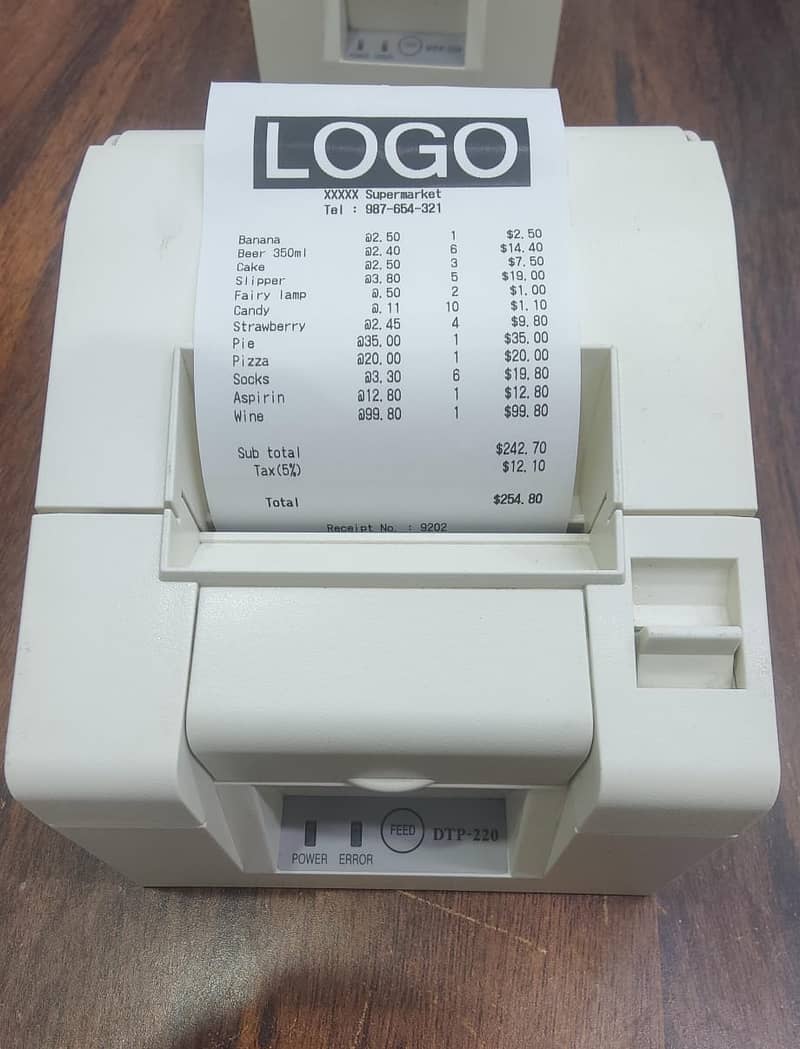 LOGO
XXXXX Supermarket
Tel : 987-654-321
Banana @2.50 1 $2.50
Beer 350ml @2.40 6 $14.40
Cake @2.50 3 $7.50
Slipper @3.80 5 $19.00
Fairy lamp @.50 2 $1.00
Candy @.11 10 $1.10
Strawberry @2.45 4 $9.80
Pie @35.00 1 $35.00
Pizza @20.00 1 $20.00
Socks @3.30 6 $19.80
Aspirin @12.80 1 $12.80
Wine @99.80 1 $99.80
Sub total $242.70
Tax(5%) $12.10
Total $254.80
Receipt No. : 9202
POWER ERROR FEED DTP-220